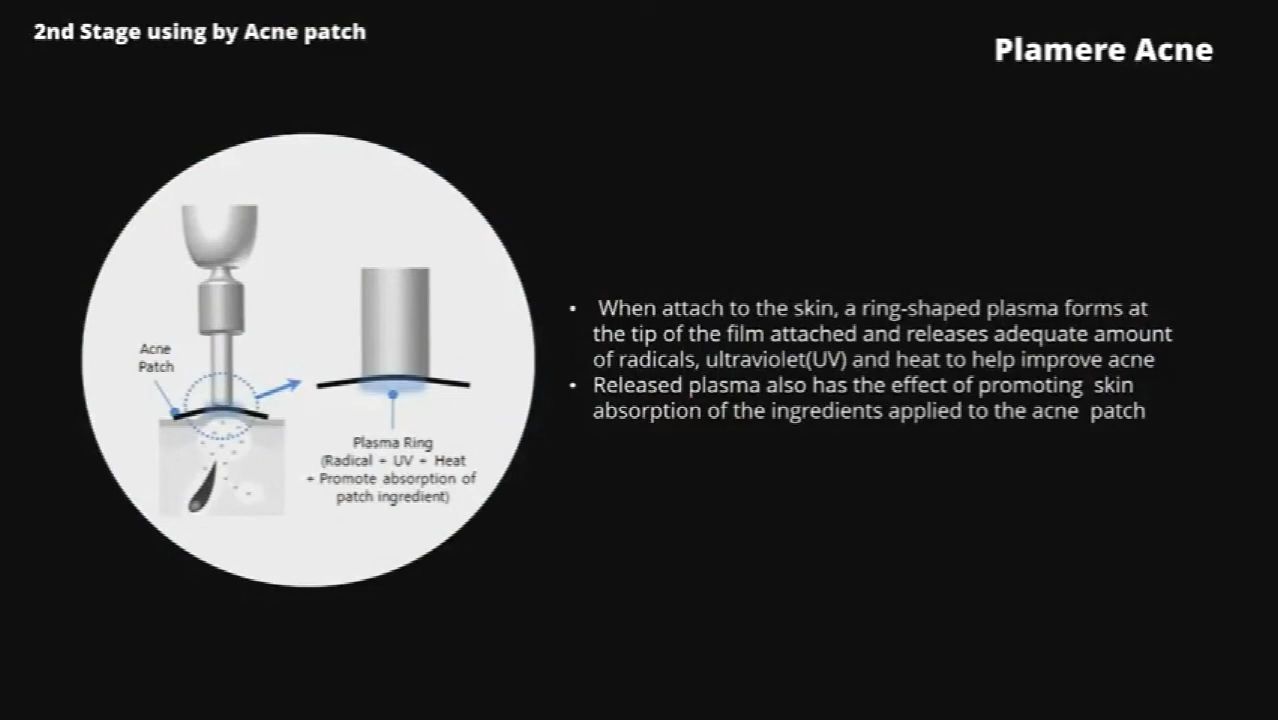 2nd Stage using by Acne patch
Plamere Acne
Acne
Patch
Plasma Ring
(Radical + UV + Heat
+ Promote absorption of
patch ingredient)
• When attach to the skin, a ring-shaped plasma forms at
the tip of the film attached and releases adequate amount
of radicals, ultraviolet(UV) and heat to help improve acne
• Released plasma also has the effect of promoting skin
absorption of the ingredients applied to the acne patch